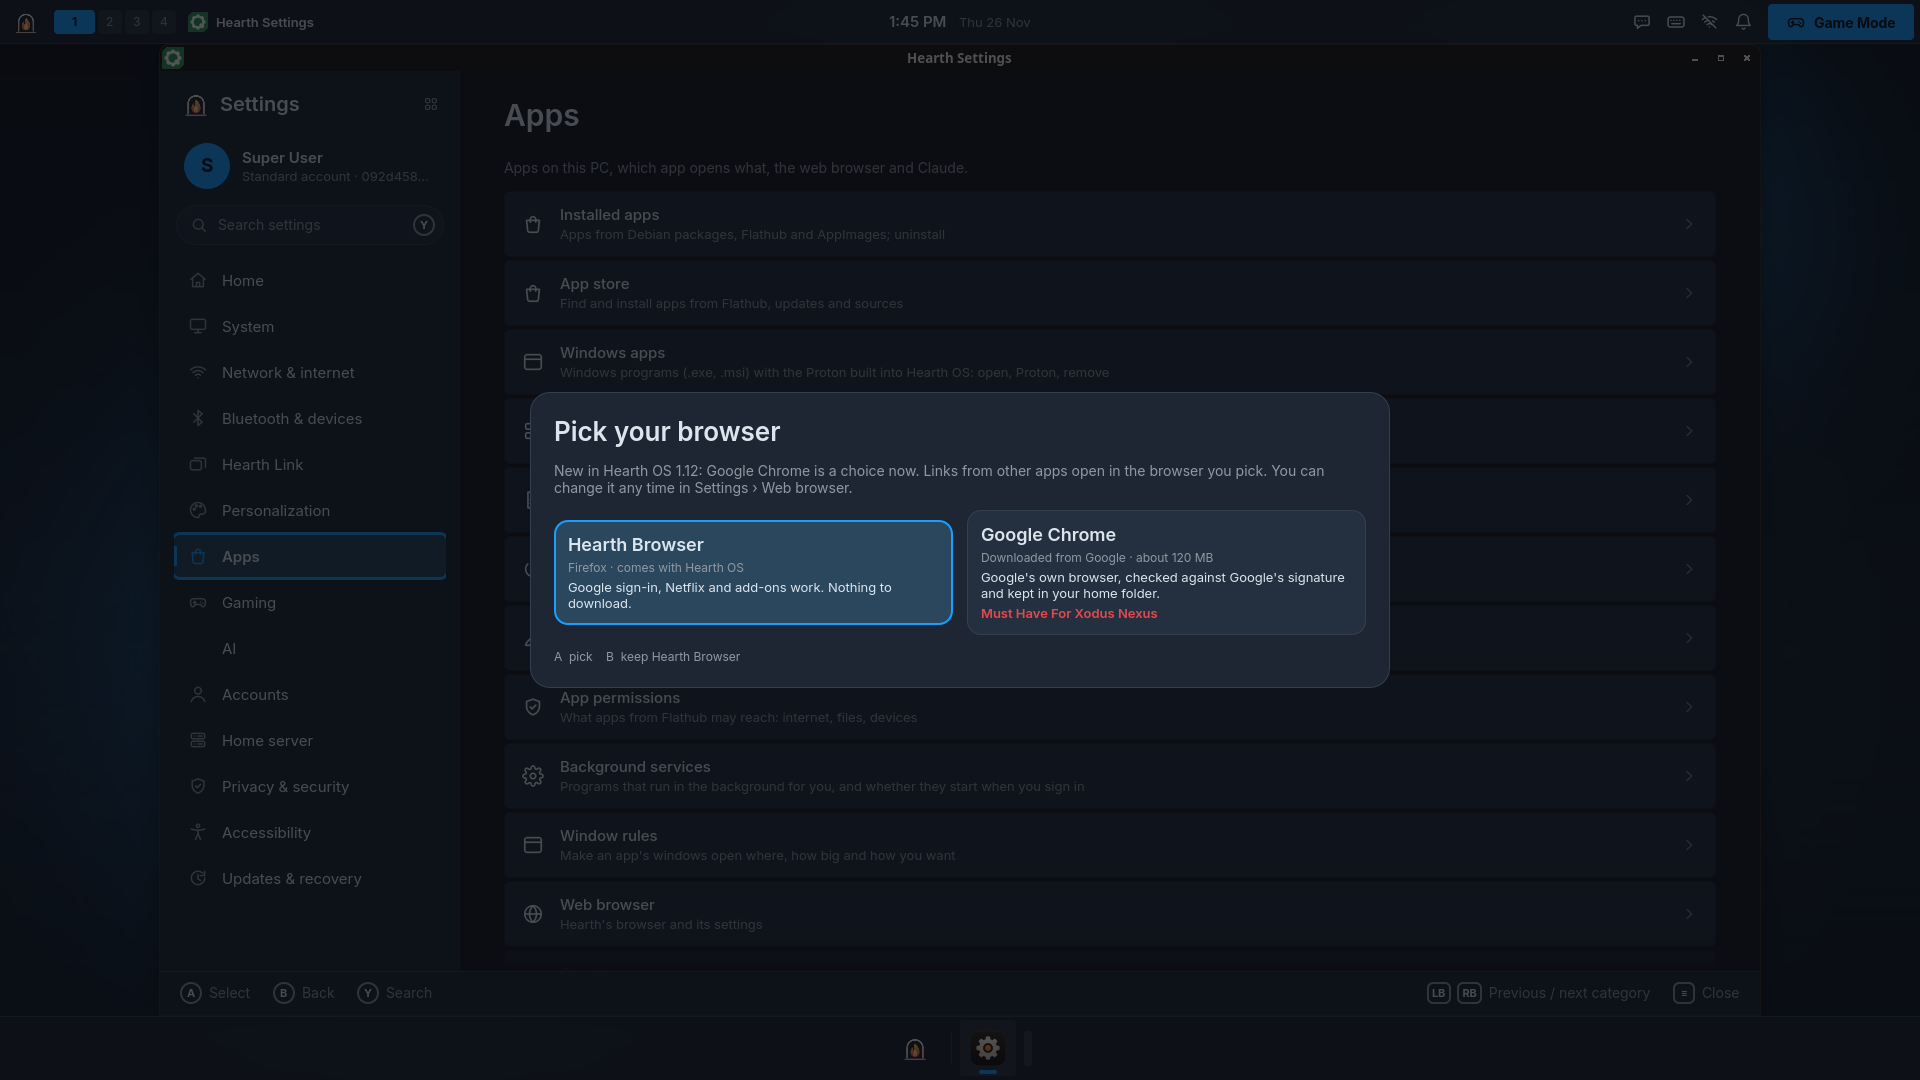 1 2 3 4 Hearth Settings
1:45 PM Thu 26 Nov
Game Mode
Hearth Settings
Settings
S
Super User
Standard account · 092d458...
Search settings Y
Home
System
Network & internet
Bluetooth & devices
Hearth Link
Personalization
Apps
Gaming
AI
Accounts
Home server
Privacy & security
Accessibility
Updates & recovery
Apps
Apps on this PC, which app opens what, the web browser and Claude.
Installed apps
Apps from Debian packages, Flathub and AppImages; uninstall
App store
Find and install apps from Flathub, updates and sources
Windows apps
Windows programs (.exe, .msi) with the Proton built into Hearth OS: open, Proton, remove
Pick your browser
New in Hearth OS 1.12: Google Chrome is a choice now. Links from other apps open in the browser you pick. You can
change it any time in Settings › Web browser.
Hearth Browser
Firefox · comes with Hearth OS
Google sign-in, Netflix and add-ons work. Nothing to
download.
Google Chrome
Downloaded from Google · about 120 MB
Google's own browser, checked against Google's signature
and kept in your home folder.
Must Have For Xodus Nexus
A pick B keep Hearth Browser
App permissions
What apps from Flathub may reach: internet, files, devices
Background services
Programs that run in the background for you, and whether they start when you sign in
Window rules
Make an app's windows open where, how big and how you want
Web browser
Hearth's browser and its settings
A Select B Back Y Search
LB RB Previous / next category ≡ Close